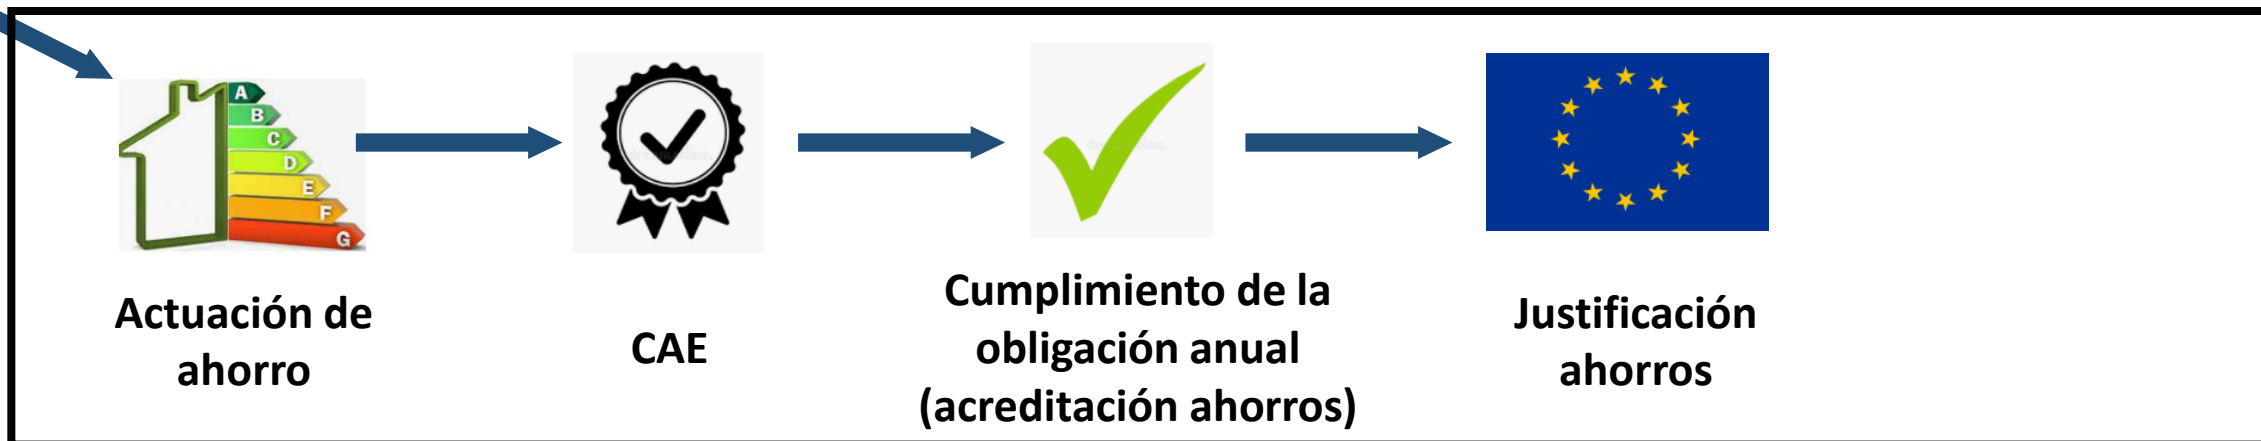 A
B
C
D
E
F
G
Actuación de
ahorro
CAE
Cumplimiento de la
obligación anual
(acreditación ahorros)
Justificación
ahorros